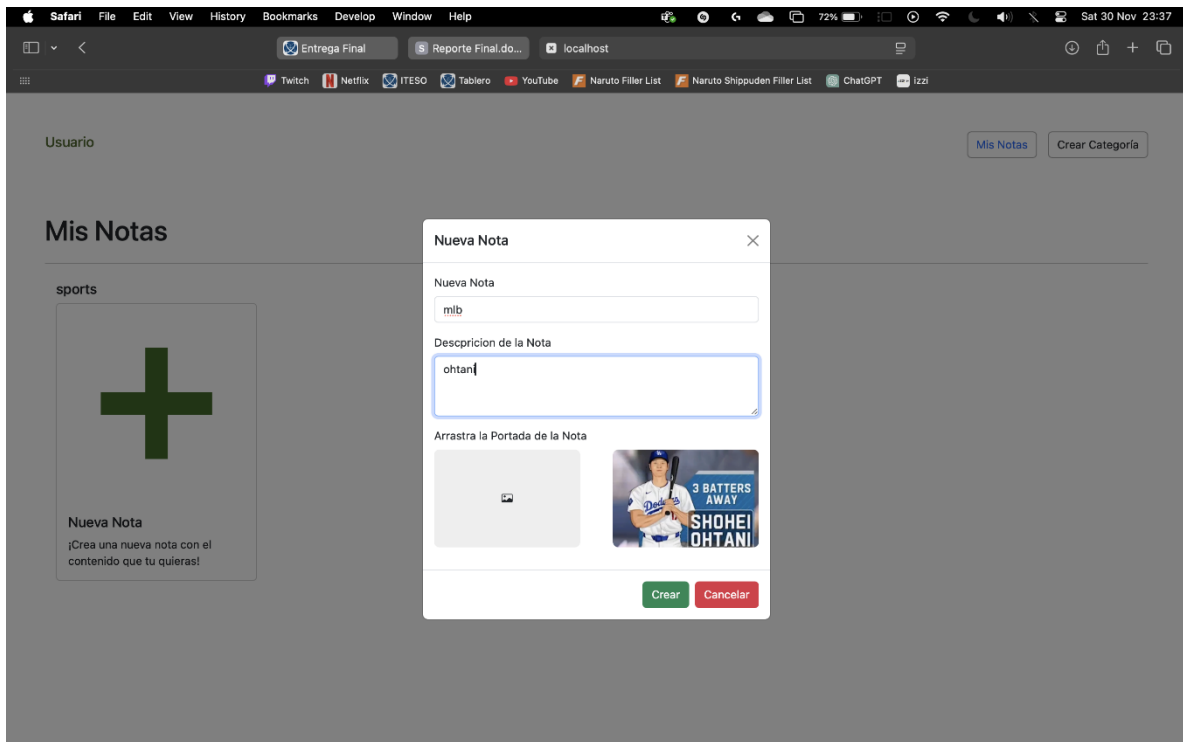 Safari File Edit View History Bookmarks Develop Window Help 72% Sat 30 Nov 23:37
Entrega Final S Reporte Final.do... localhost
Twitch Netflix ITESO Tablero YouTube Naruto Filler List Naruto Shippuden Filler List ChatGPT izzi
Usuario Mis Notas Crear Categoría
Mis Notas
sports
Nueva Nota
¡Crea una nueva nota con el
contenido que tu quieras!
Nueva Nota
Nueva Nota
mlb
Descpricion de la Nota
ohtani
Arrastra la Portada de la Nota
Dodgers
3 BATTERS
AWAY
SHOHEI
OHTANI
Crear Cancelar